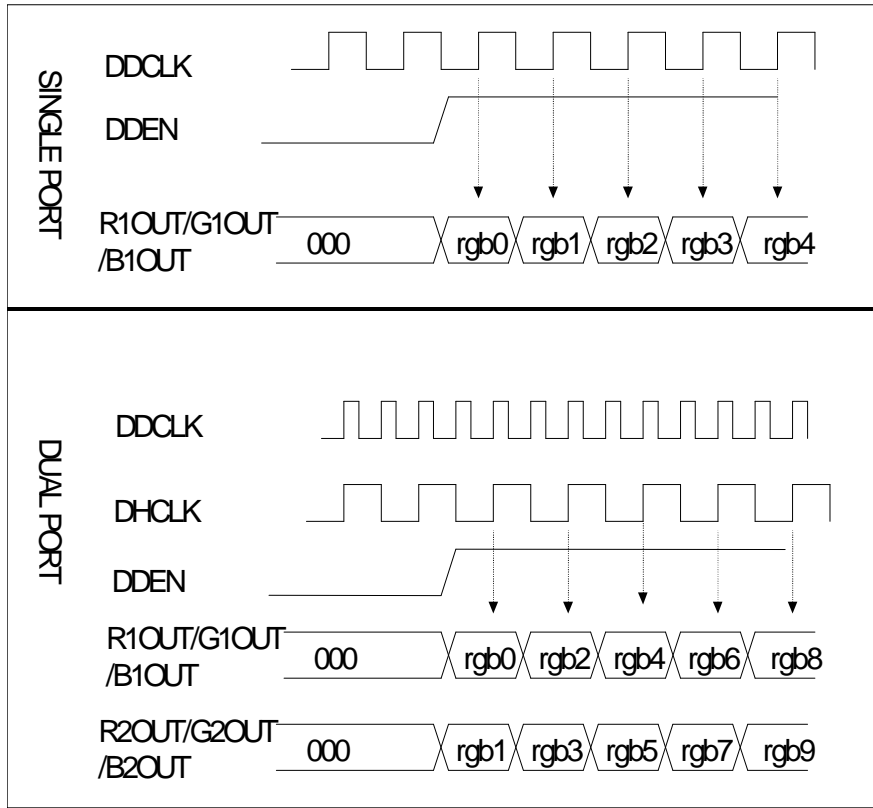 SINGLE PORT
DDCLK
DDEN
R1OUT/G1OUT
/B1OUT
000 rgb0 rgb1 rgb2 rgb3 rgb4
DUAL PORT
DDCLK
DHCLK
DDEN
R1OUT/G1OUT
/B1OUT
000 rgb0 rgb2 rgb4 rgb6 rgb8
R2OUT/G2OUT
/B2OUT
000 rgb1 rgb3 rgb5 rgb7 rgb9